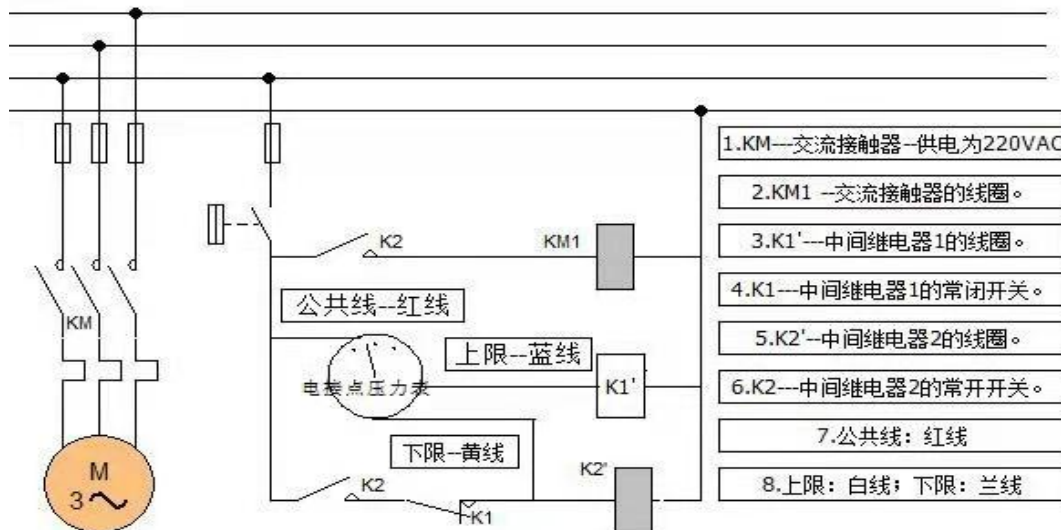 1.KM---交流接触器--供电为220VAC
2.KM1 --交流接触器的线圈。
K2
KM1
3.K1'---中间继电器1的线圈。
4.K1---中间继电器1的常闭开关。
公共线--红线
KM
上限--蓝线
5.K2'--中间继电器2的线圈。
电接点压力表
K1'
6.K2---中间继电器2的常开开关。
7.公共线：红线
下限--黄线
M
3
K2
K2'
8.上限：白线；下限：兰线
K1